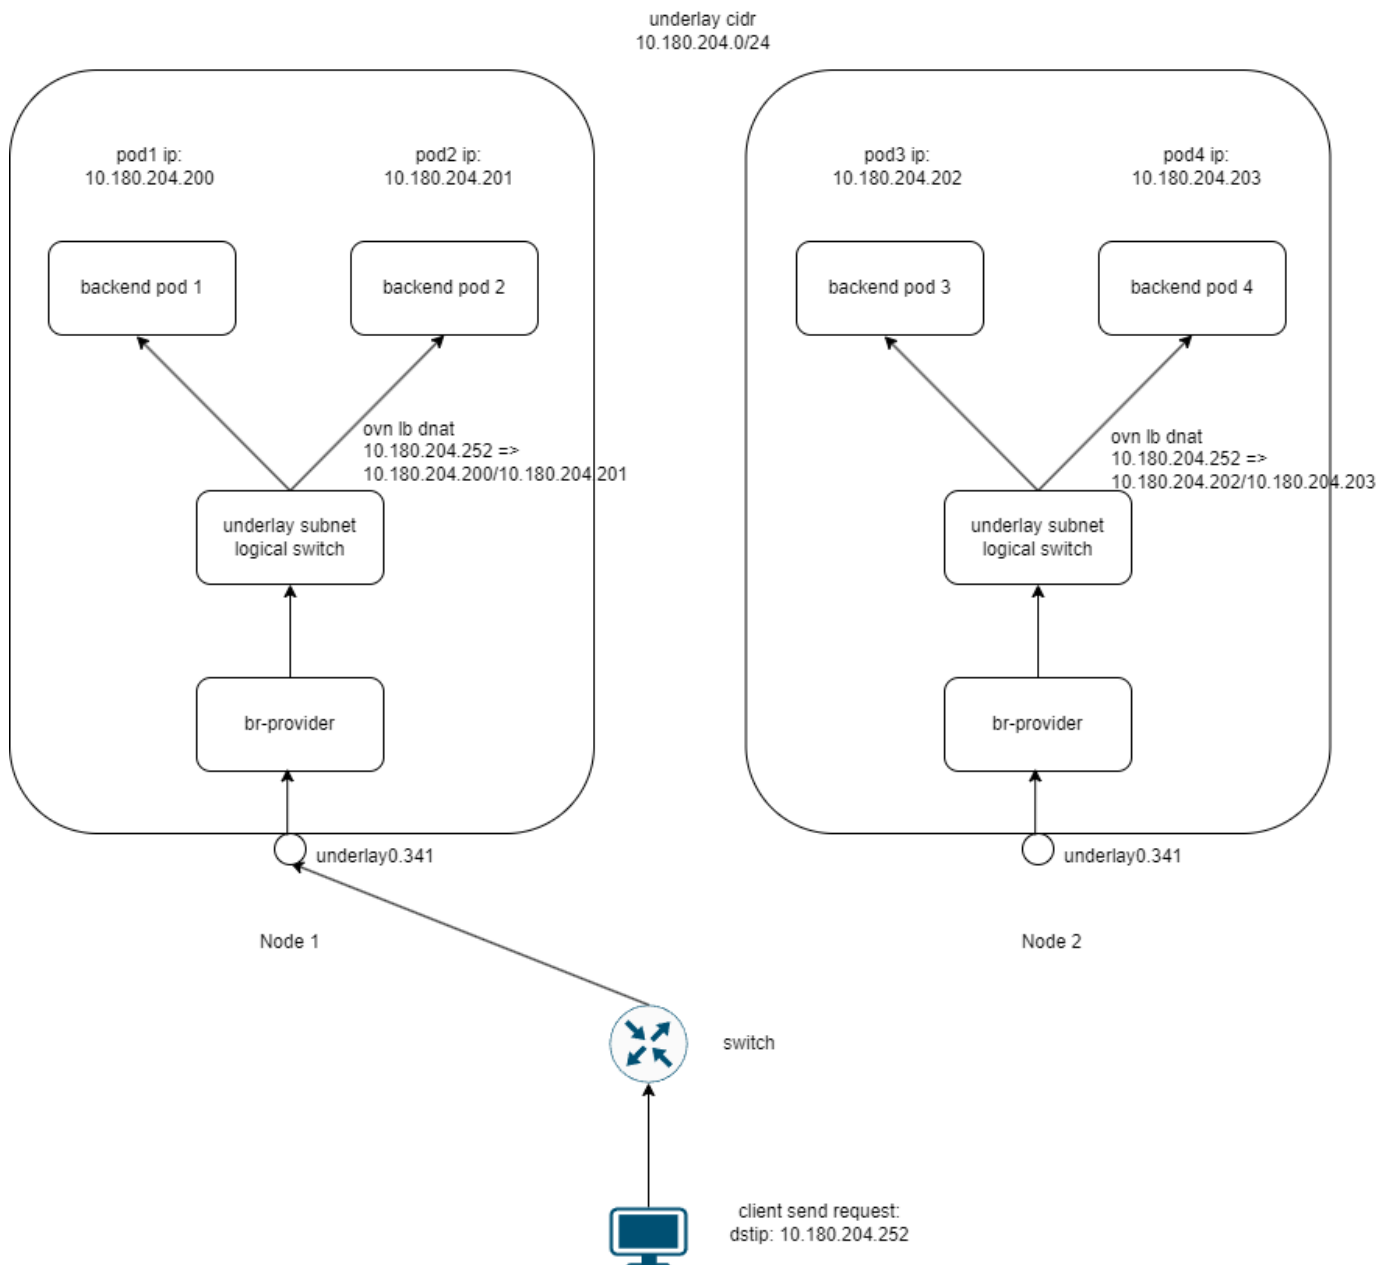 underlay cidr
10.180.204.0/24
pod1 ip:
10.180.204.200
pod2 ip:
10.180.204.201
pod3 ip:
10.180.204.202
pod4 ip:
10.180.204.203
backend pod 1
backend pod 2
backend pod 3
backend pod 4
ovn lb dnat
10.180.204.252 =>
10.180.204.200/10.180.204.201
ovn lb dnat
10.180.204.252 =>
10.180.204.202/10.180.204.203
underlay subnet
logical switch
underlay subnet
logical switch
br-provider
br-provider
underlay0.341
underlay0.341
Node 1
Node 2
switch
client send request:
dstip: 10.180.204.252